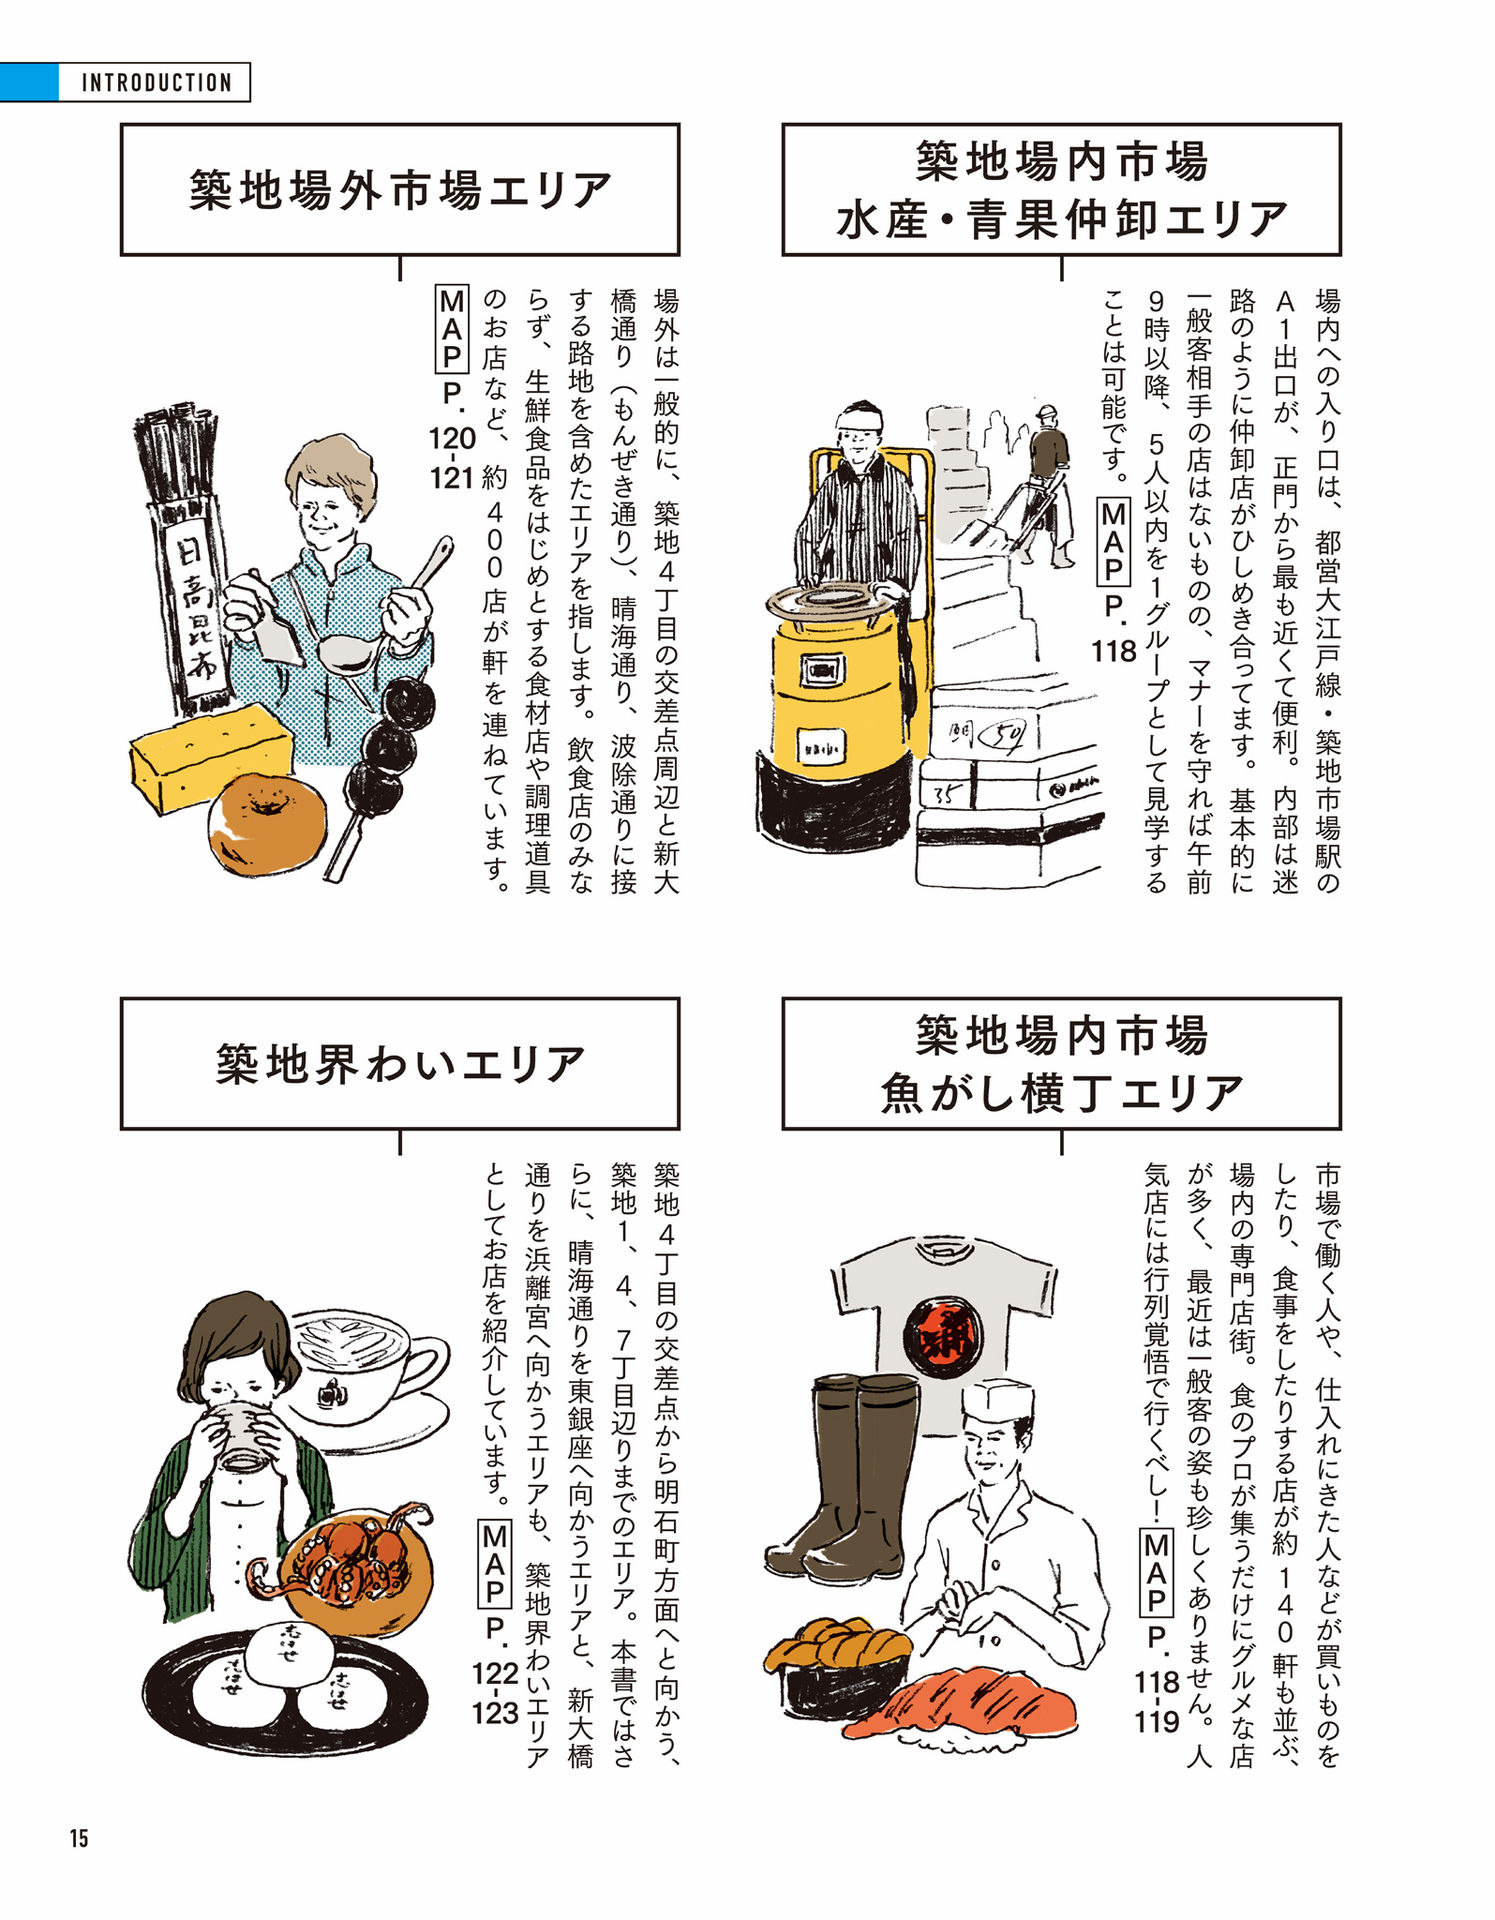 INTRODUCTION
築地場内市場
水産・青果仲卸エリア
場内への入り口は、都営大江戸線・築地市場駅の
A1出口が、正門から最も近くて便利。内部は迷
路のように仲卸店がひしめき合ってます。基本的に
一般客相手の店はないものの、マナーを守れば午前
9時以降、5人以内を1グループとして見学する
ことは可能です。MAP P.118
鯛 50
35
築地場外市場エリア
場外は一般的に、築地4丁目の交差点周辺と新大
橋通り（もんぜき通り）、晴海通り、波除通りに接
する路地を含めたエリアを指します。飲食店のみな
らず、生鮮食品をはじめとする食材店や調理道具
のお店など、約400店が軒を連ねています。
MAP P.120-121
日高昆布
築地場内市場
魚がし横丁エリア
市場で働く人や、仕入れにきた人などが買いものを
したり、食事をしたりする店が約140軒も並ぶ、
場内の専門店街。食のプロが集うだけにグルメな店
が多く、最近は一般客の姿も珍しくありません。人
気店には行列覚悟で行くべし！MAP P.118-119
築地界わいエリア
築地4丁目の交差点から明石町方面へと向かう、
築地1、4、7丁目辺りまでのエリア。本書ではさ
らに、晴海通りを東銀座へ向かうエリアと、新大橋
通りを浜離宮へ向かうエリアも、築地界わいエリア
としてお店を紹介しています。MAP P.122-123
15